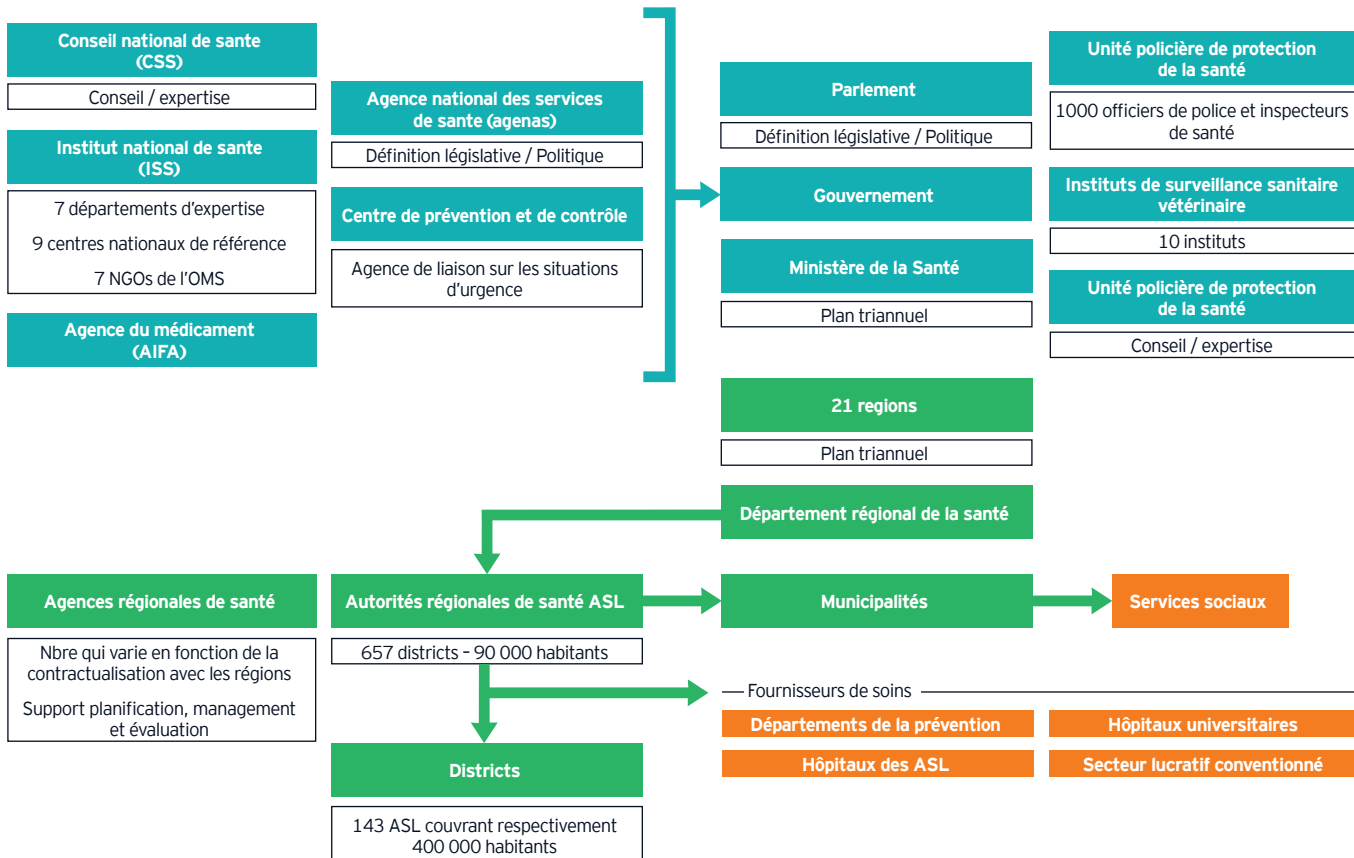 Conseil national de sante
(CSS)
Conseil / expertise
Institut national de sante
(ISS)
7 départements d'expertise
9 centres nationaux de référence
7 NGOs de l'OMS
Agence du médicament
(AIFA)
Agence national des services
de sante (agenas)
Définition législative / Politique
Centre de prévention et de contrôle
Agence de liaison sur les situations
d'urgence
Parlement
Définition législative / Politique
Gouvernement
Ministère de la Santé
Plan triannuel
Unité policière de protection
de la santé
1000 officiers de police et inspecteurs
de santé
Instituts de surveillance sanitaire
vétérinaire
10 instituts
Unité policière de protection
de la santé
Conseil / expertise
21 regions
Plan triannuel
Département régional de la santé
Agences régionales de santé
Nbre qui varie en fonction de la
contractualisation avec les régions
Support planification, management
et évaluation
Autorités régionales de santé ASL
657 districts – 90 000 habitants
Municipalités
Services sociaux
Districts
143 ASL couvrant respectivement
400 000 habitants
Fournisseurs de soins
Départements de la prévention
Hôpitaux universitaires
Hôpitaux des ASL
Secteur lucratif conventionné